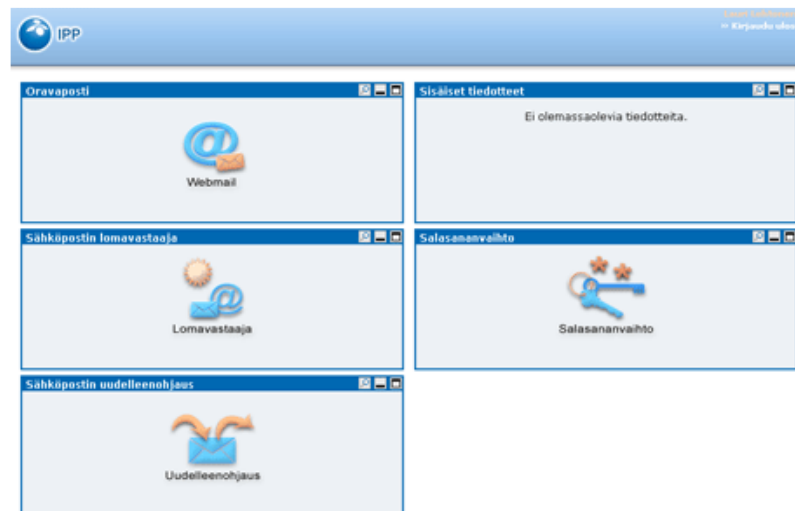 IPP
» Kirjaudu ulos
Oravaposti
Webmail
Sisäiset tiedotteet
Ei olemassaolevia tiedotteita.
Sähköpostin lomavastaaja
Lomavastaaja
Salasananvaihto
Salasananvaihto
Sähköpostin uudelleenohjaus
Uudelleenohjaus